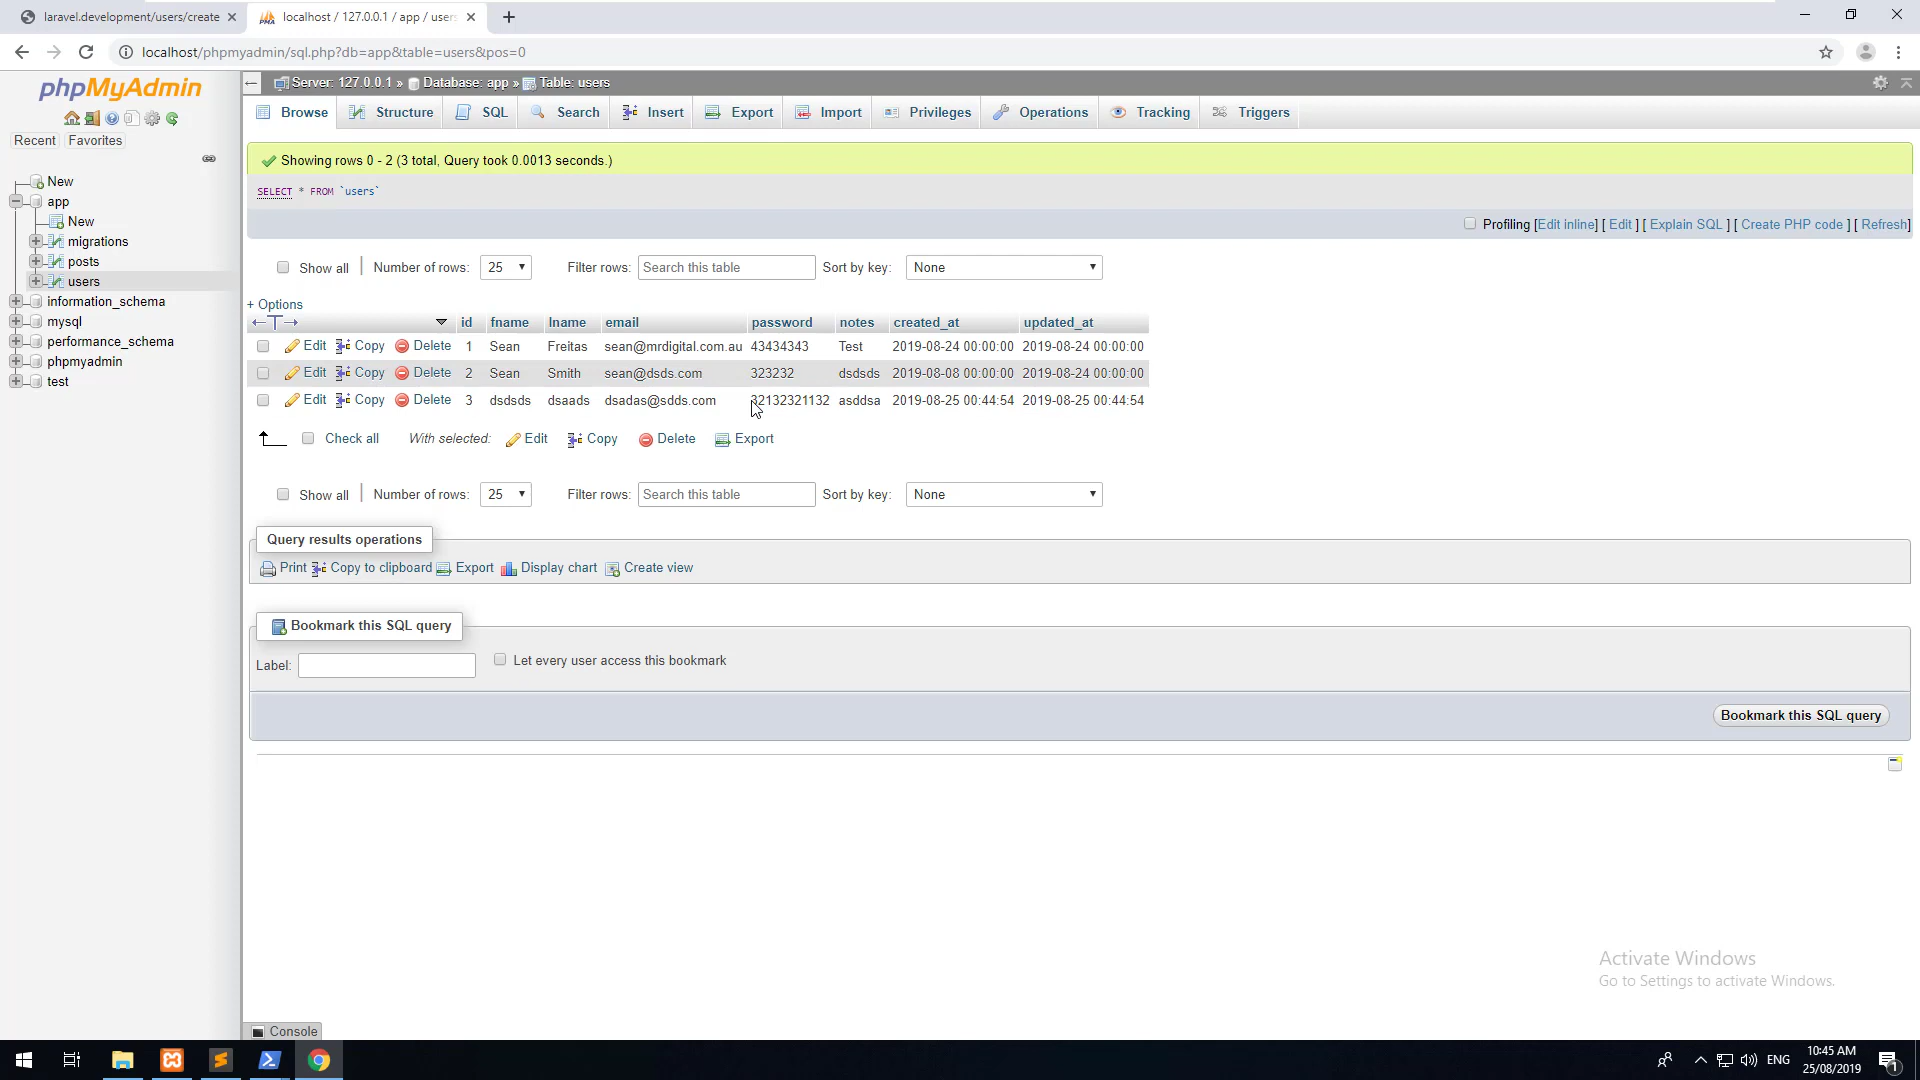 laravel.development/users/create
localhost / 127.0.0.1 / app / users
localhost/phpmyadmin/sql.php?db=app&table=users&pos=0
phpMyAdmin
Recent Favorites
New
app
New
migrations
posts
users
information_schema
mysql
performance_schema
phpmyadmin
test
Server: 127.0.0.1 » Database: app » Table: users
Browse Structure SQL Search Insert Export Import Privileges Operations Tracking Triggers
Showing rows 0 - 2 (3 total, Query took 0.0013 seconds.)
SELECT * FROM `users`
Profiling [Edit inline] [ Edit ] [ Explain SQL ] [ Create PHP code ] [ Refresh]
Show all Number of rows: 25 Filter rows: Search this table Sort by key: None
+ Options
id fname lname email password notes created_at updated_at
Edit Copy Delete 1 Sean Freitas sean@mrdigital.com.au 43434343 Test 2019-08-24 00:00:00 2019-08-24 00:00:00
Edit Copy Delete 2 Sean Smith sean@dsds.com 323232 dsdsds 2019-08-08 00:00:00 2019-08-24 00:00:00
Edit Copy Delete 3 dsdsds dsaads dsadas@sdds.com 32132321132 asddsa 2019-08-25 00:44:54 2019-08-25 00:44:54
Check all With selected: Edit Copy Delete Export
Show all Number of rows: 25 Filter rows: Search this table Sort by key: None
Query results operations
Print Copy to clipboard Export Display chart Create view
Bookmark this SQL query
Label: Let every user access this bookmark
Bookmark this SQL query
Activate Windows
Go to Settings to activate Windows.
Console
ENG
10:45 AM
25/08/2019
1